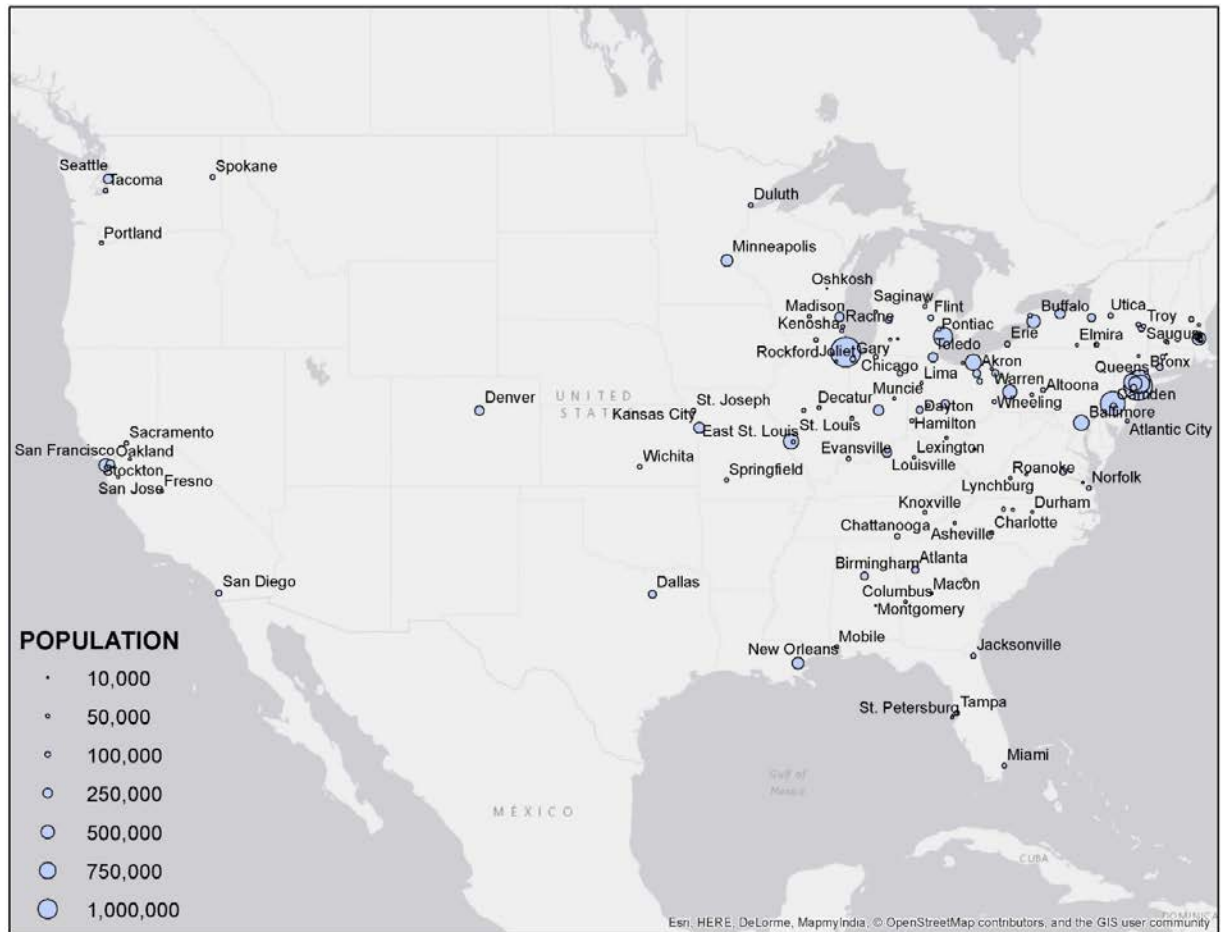 Seattle
Tacoma
Spokane
Portland
Duluth
Minneapolis
Oshkosh
Saginaw
Madison
Racine
Flint
Buffalo
Utica
Troy
Kenosha
Pontiac
Erie
Elmira
Saugus
Rockford
Joliet
Gary
Toledo
Chicago
Akron
Queens
Bronx
Lima
Warren
Altoona
Camden
Muncie
Denver
UNITED
STATES
St. Joseph
Decatur
Dayton
Wheeling
Baltimore
Kansas City
St. Louis
Hamilton
Atlantic City
East St. Louis
Sacramento
San Francisco
Oakland
Stockton
San Jose
Fresno
Wichita
Springfield
Evansville
Lexington
Louisville
Roanoke
Lynchburg
Norfolk
Knoxville
Durham
Chattanooga
Asheville
Charlotte
Birmingham
Atlanta
San Diego
Dallas
Columbus
Macon
Montgomery
Mobile
New Orleans
Jacksonville
St. Petersburg
Tampa
Miami
Gulf of
Mexico
MÉXICO
CUBA
POPULATION
10,000
50,000
100,000
250,000
500,000
750,000
1,000,000
Esri, HERE, DeLorme, MapmyIndia, © OpenStreetMap contributors, and the GIS user community